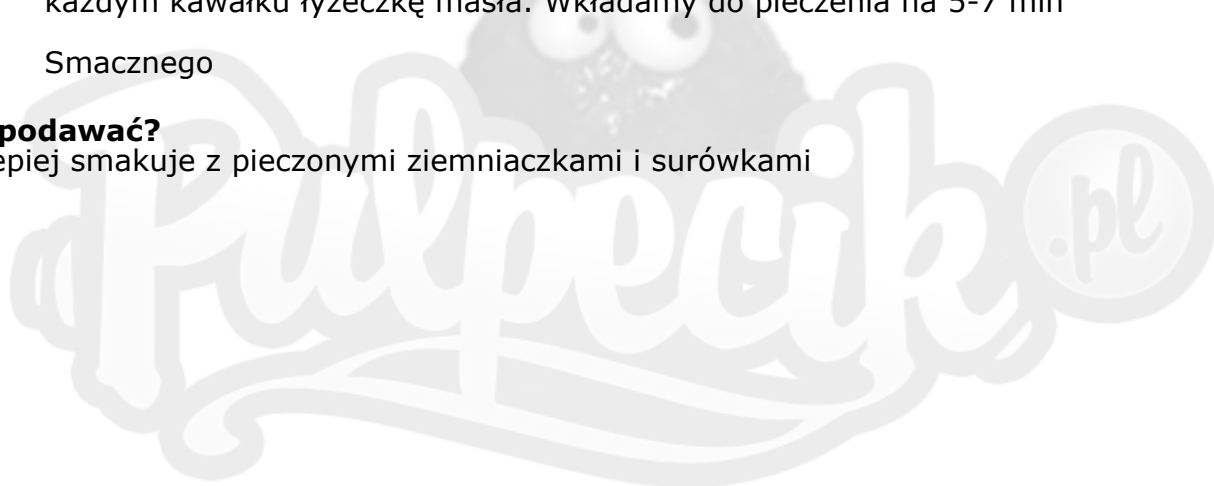 każdym kawałku łyżeczkę masła. Wkładamy do pieczenia na 5-7 min
Smacznego
podawać?
epiej smakuje z pieczonymi ziemniaczkami i surówkami
Pulpecik.pl